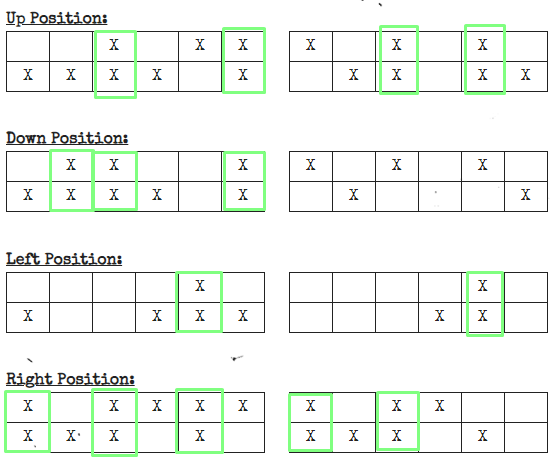 Up Position:
X X X X X X
X X X X X X X X X
Down Position:
X X X X X X
X X X X X X X
Left Position:
X X
X X X X X X
Right Position:
X X X X X X X X
X X X X X X X X